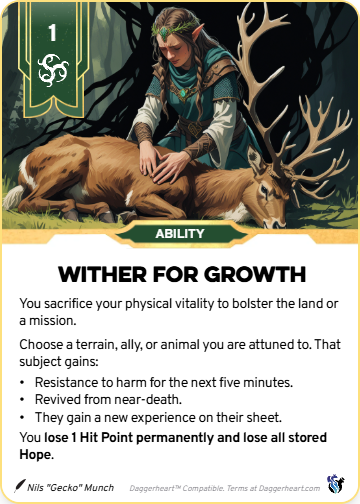 1
ABILITY
WITHER FOR GROWTH
You sacrifice your physical vitality to bolster the land or
a mission.
Choose a terrain, ally, or animal you are attuned to. That
subject gains:
• Resistance to harm for the next five minutes.
• Revived from near-death.
• They gain a new experience on their sheet.
You lose 1 Hit Point permanently and lose all stored
Hope.
Nils "Gecko" Munch
Daggerheart™ Compatible. Terms at Daggerheart.com